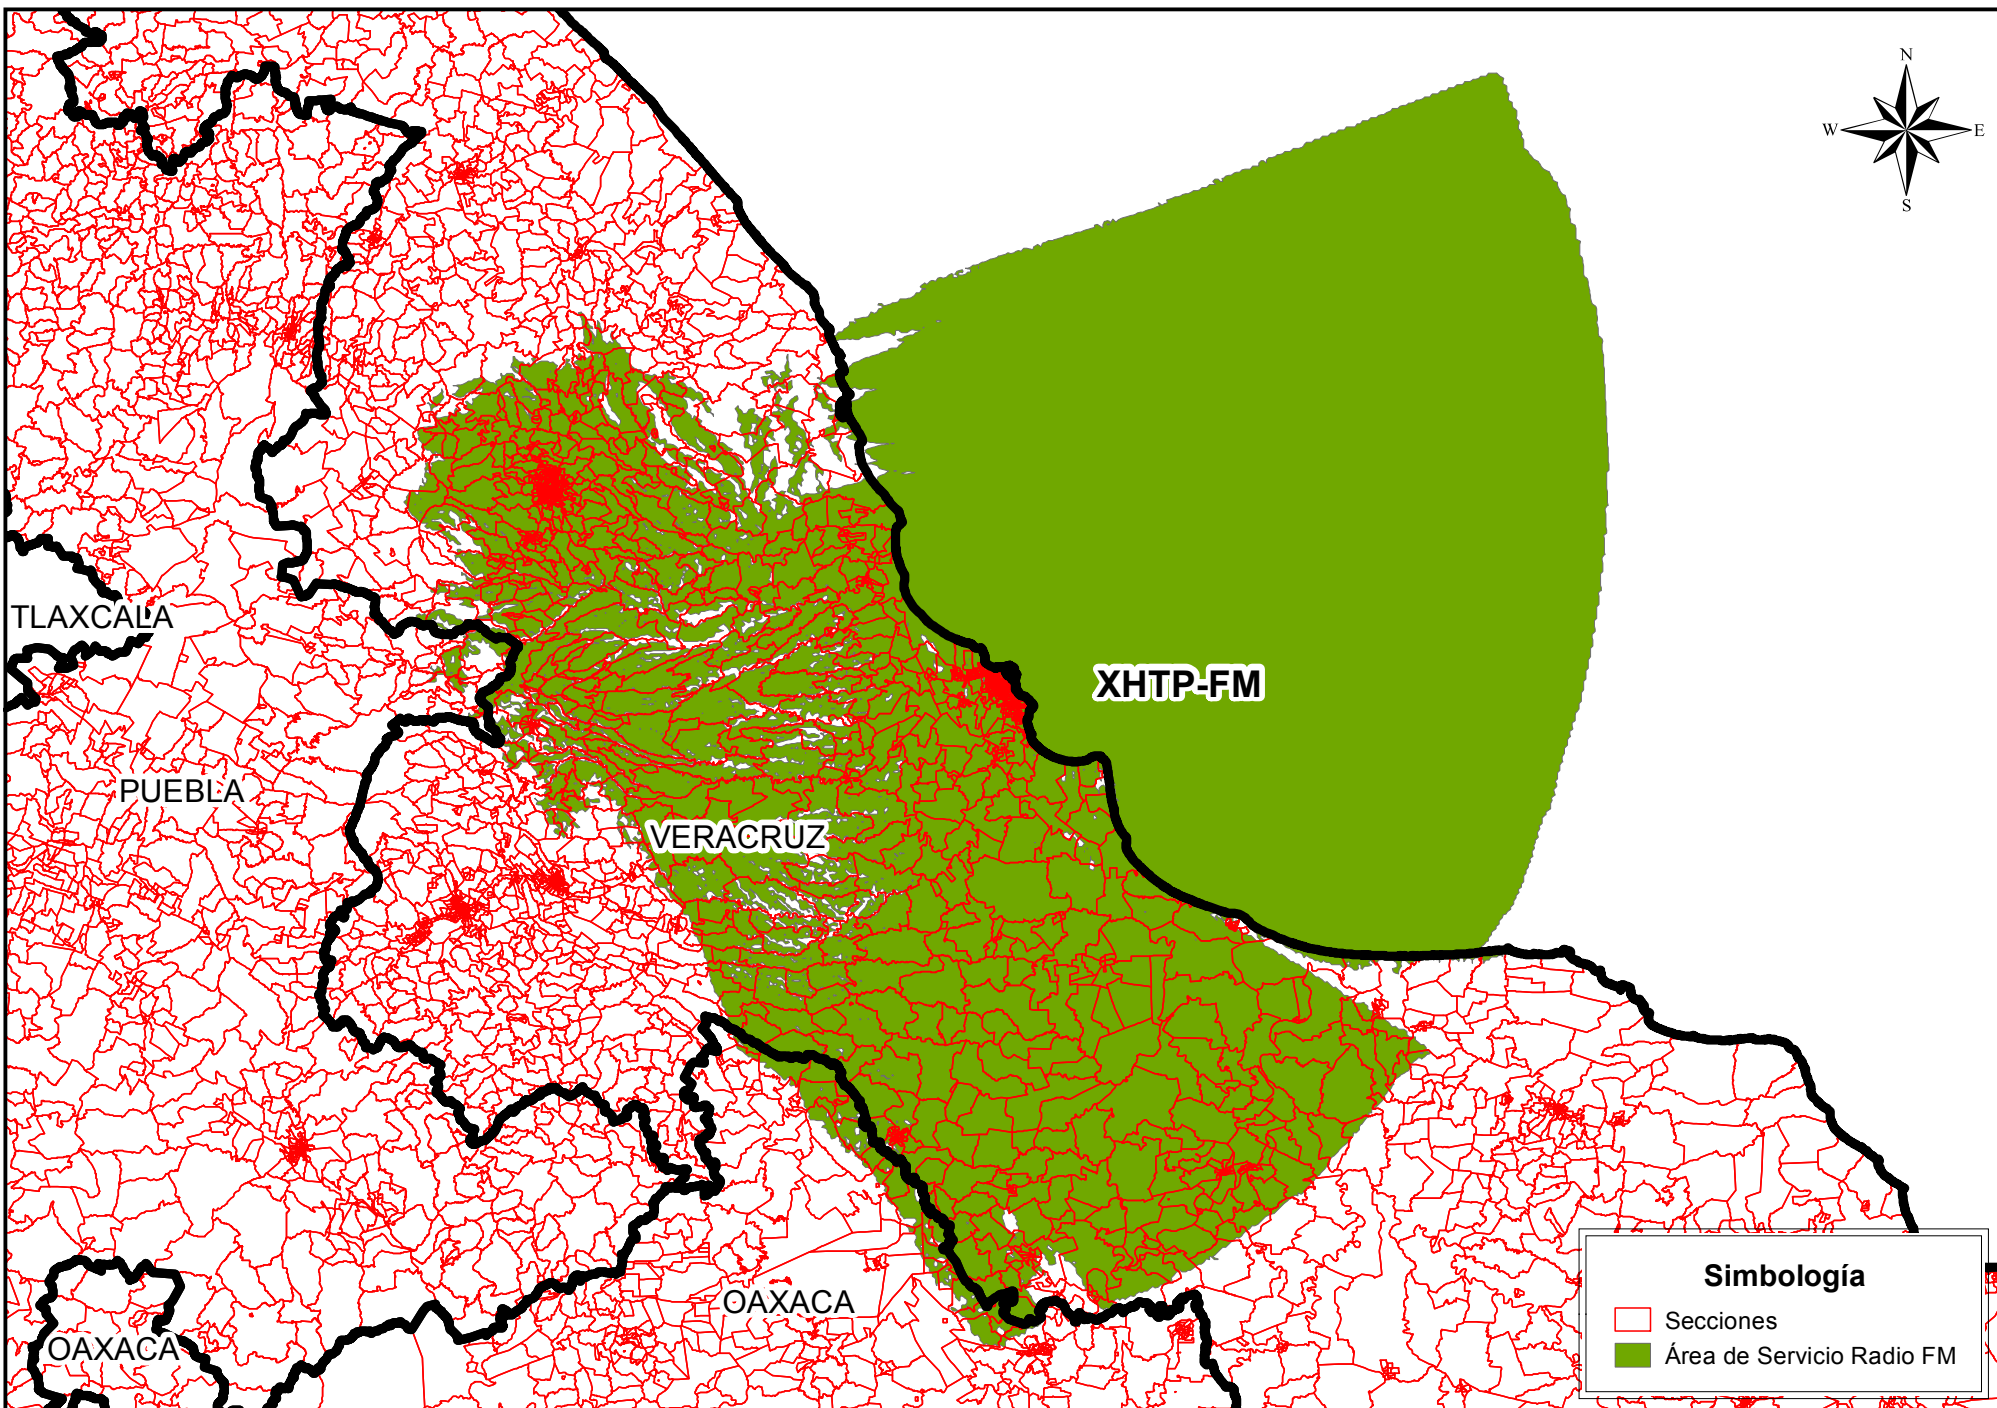 N
W E
S
TLAXCALA
XHTP-FM
PUEBLA
VERACRUZ
OAXACA
OAXACA
Simbología
Secciones
Área de Servicio Radio FM